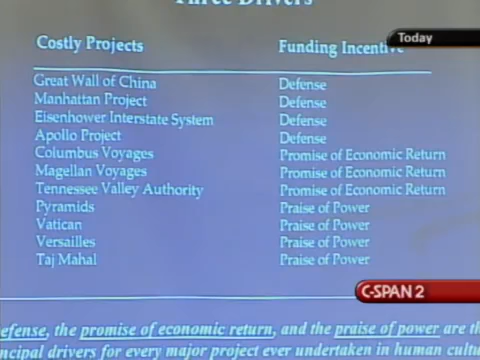 Three Drivers
Today
Costly Projects Funding Incentive
Great Wall of China Defense
Manhattan Project Defense
Eisenhower Interstate System Defense
Apollo Project Defense
Columbus Voyages Promise of Economic Return
Magellan Voyages Promise of Economic Return
Tennessee Valley Authority Promise of Economic Return
Pyramids Praise of Power
Vatican Praise of Power
Versailles Praise of Power
Taj Mahal Praise of Power
C-SPAN 2
efense, the promise of economic return, and the praise of power are th
ncipal drivers for every major project ever undertaken in human cultu